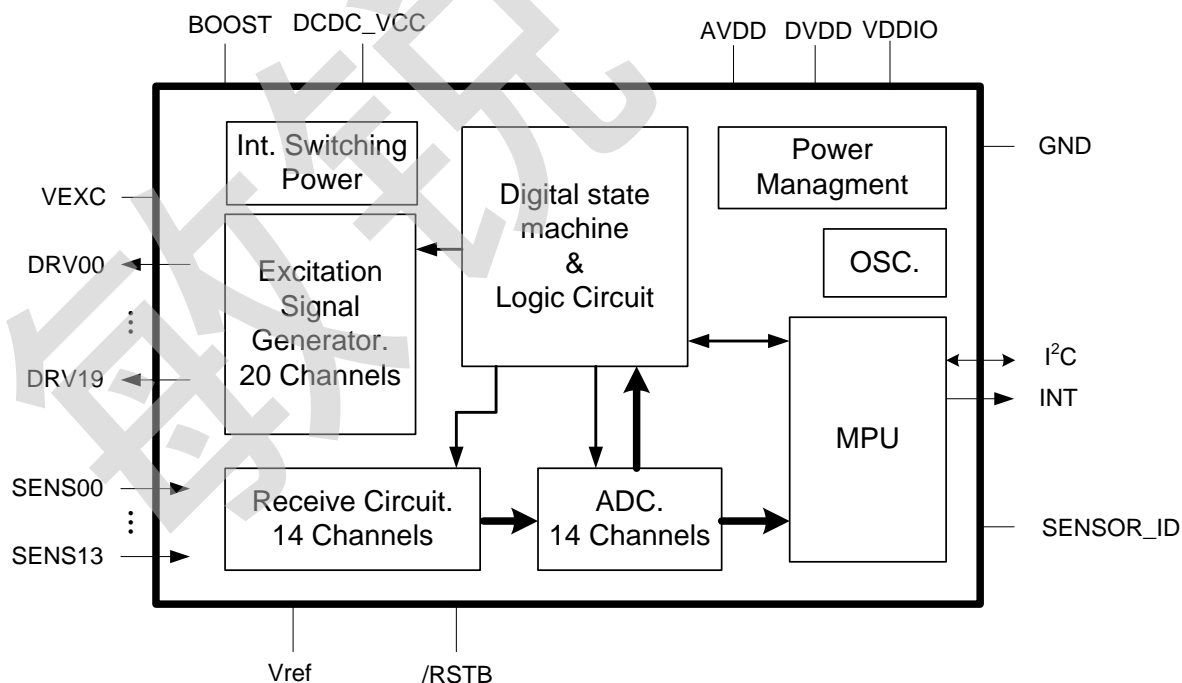 BOOST
DCDC_VCC
AVDD
DVDD
VDDIO
Int. Switching
Power
Digital state
machine
&
Logic Circuit
Power
Managment
GND
VEXC
DRV00
⋮
DRV19
Excitation
Signal
Generator.
20 Channels
OSC.
MPU
I²C
INT
SENS00
⋮
SENS13
Receive Circuit.
14 Channels
ADC.
14 Channels
SENSOR_ID
Vref
/RSTB
敏锐